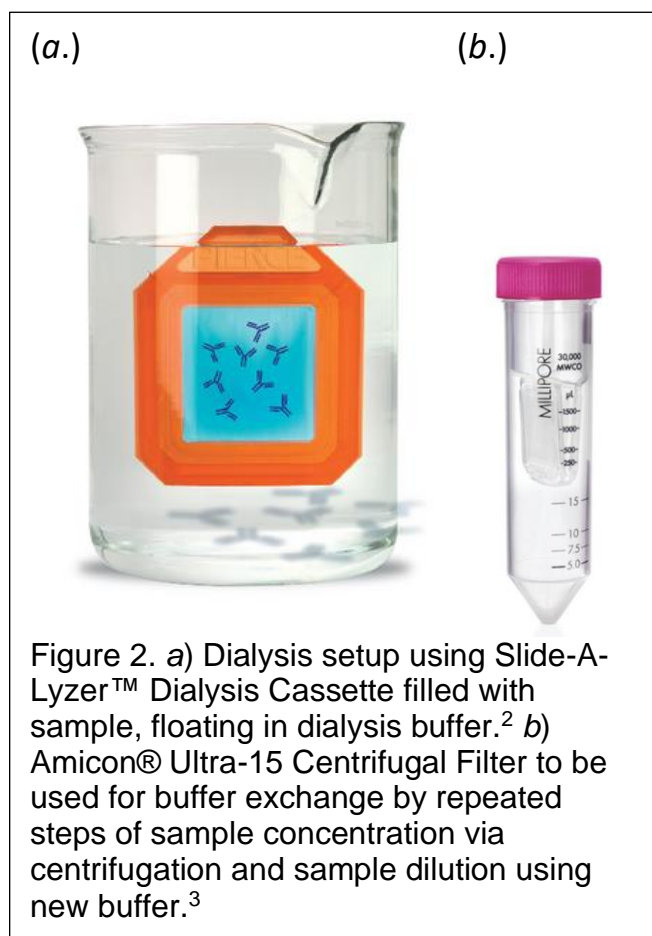 (a.)
(b.)
FIERCE
MILLIPORE
30,000
MWCO
µL
-1500-
-1000-
-500-
-250-
15
10
7.5
5.0
Figure 2. a) Dialysis setup using Slide-A-
Lyzer™ Dialysis Cassette filled with
sample, floating in dialysis buffer.² b)
Amicon® Ultra-15 Centrifugal Filter to be
used for buffer exchange by repeated
steps of sample concentration via
centrifugation and sample dilution using
new buffer.³